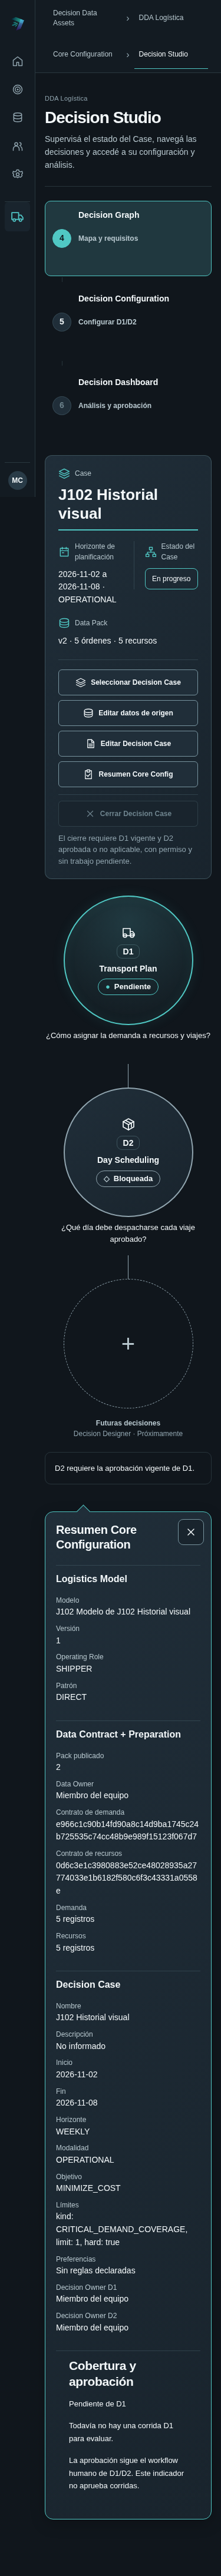 Decision Data
Assets
DDA Logística
Core Configuration
Decision Studio
DDA Logística
Decision Studio
Supervisá el estado del Case, navegá las
decisiones y accedé a su configuración y
análisis.
Decision Graph
4
Mapa y requisitos
Decision Configuration
5
Configurar D1/D2
Decision Dashboard
6
Análisis y aprobación
MC
Case
J102 Historial
visual
Horizonte de
planificación
2026-11-02 a
2026-11-08 ·
OPERATIONAL
Estado del
Case
En progreso
Data Pack
v2 · 5 órdenes · 5 recursos
Seleccionar Decision Case
Editar datos de origen
Editar Decision Case
Resumen Core Config
Cerrar Decision Case
El cierre requiere D1 vigente y D2
aprobada o no aplicable, con permiso y
sin trabajo pendiente.
D1
Transport Plan
Pendiente
¿Cómo asignar la demanda a recursos y viajes?
D2
Day Scheduling
Bloqueada
¿Qué día debe despacharse cada viaje
aprobado?
Futuras decisiones
Decision Designer · Próximamente
D2 requiere la aprobación vigente de D1.
Resumen Core
Configuration
Logistics Model
Modelo
J102 Modelo de J102 Historial visual
Versión
1
Operating Role
SHIPPER
Patrón
DIRECT
Data Contract + Preparation
Pack publicado
2
Data Owner
Miembro del equipo
Contrato de demanda
e966c1c90b14fd90a8c14d9ba1745c24
b725535c74cc48b9e989f15123f067d7
Contrato de recursos
0d6c3e1c3980883e52ce48028935a27
774033e1b6182f580c6f3c43331a0558
e
Demanda
5 registros
Recursos
5 registros
Decision Case
Nombre
J102 Historial visual
Descripción
No informado
Inicio
2026-11-02
Fin
2026-11-08
Horizonte
WEEKLY
Modalidad
OPERATIONAL
Objetivo
MINIMIZE_COST
Límites
kind:
CRITICAL_DEMAND_COVERAGE,
limit: 1, hard: true
Preferencias
Sin reglas declaradas
Decision Owner D1
Miembro del equipo
Decision Owner D2
Miembro del equipo
Cobertura y
aprobación
Pendiente de D1
Todavía no hay una corrida D1
para evaluar.
La aprobación sigue el workflow
humano de D1/D2. Este indicador
no aprueba corridas.